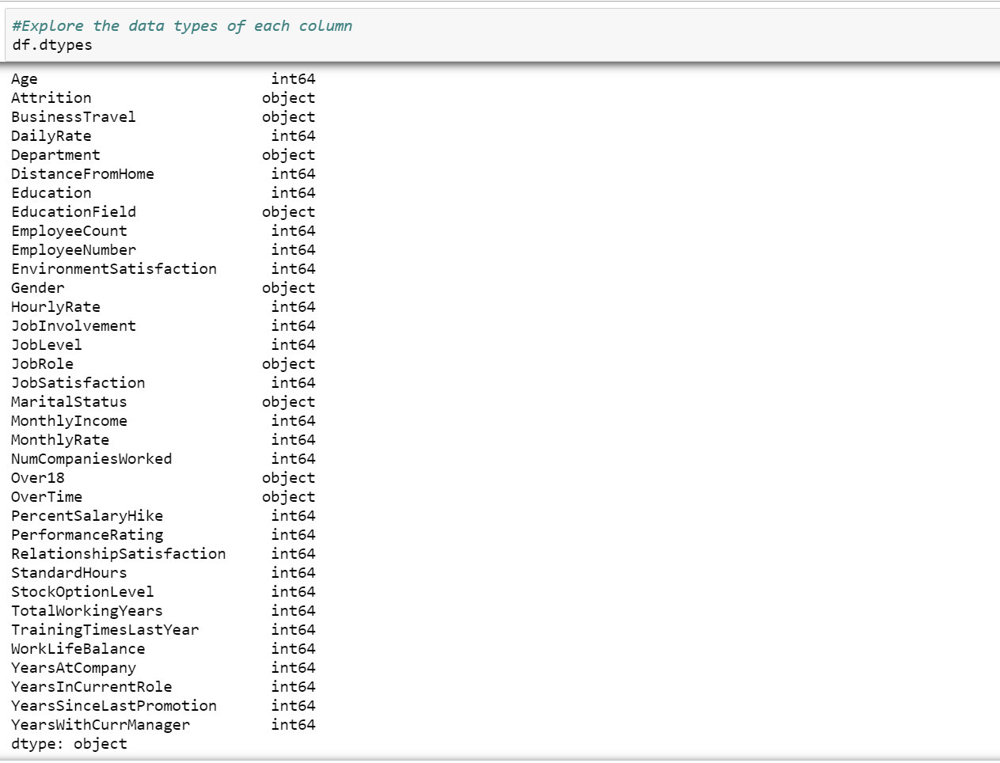 #Explore the data types of each column
df.dtypes
Age int64
Attrition object
BusinessTravel object
DailyRate int64
Department object
DistanceFromHome int64
Education int64
EducationField object
EmployeeCount int64
EmployeeNumber int64
EnvironmentSatisfaction int64
Gender object
HourlyRate int64
JobInvolvement int64
JobLevel int64
JobRole object
JobSatisfaction int64
MaritalStatus object
MonthlyIncome int64
MonthlyRate int64
NumCompaniesWorked int64
Over18 object
OverTime object
PercentSalaryHike int64
PerformanceRating int64
RelationshipSatisfaction int64
StandardHours int64
StockOptionLevel int64
TotalWorkingYears int64
TrainingTimesLastYear int64
WorkLifeBalance int64
YearsAtCompany int64
YearsInCurrentRole int64
YearsSinceLastPromotion int64
YearsWithCurrManager int64
dtype: object